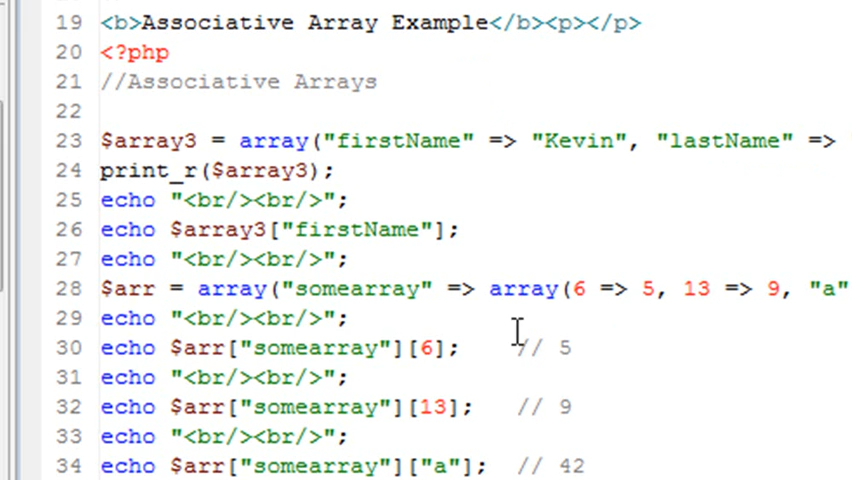 19 <b>Associative Array Example</b><p></p>
20 <?php
21 //Associative Arrays
22
23 $array3 = array("firstName" => "Kevin", "lastName" =>
24 print_r($array3);
25 echo "<br/><br/>";
26 echo $array3["firstName"];
27 echo "<br/><br/>";
28 $arr = array("somearray" => array(6 => 5, 13 => 9, "a"
29 echo "<br/><br/>";
30 echo $arr["somearray"][6]; // 5
31 echo "<br/><br/>";
32 echo $arr["somearray"][13]; // 9
33 echo "<br/><br/>";
34 echo $arr["somearray"]["a"]; // 42